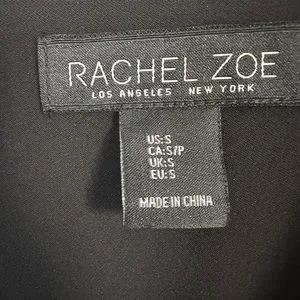 RACHEL ZOE
LOS ANGELES NEW YORK
US:S
CA:S/P
UK:S
EU:S
MADE IN CHINA